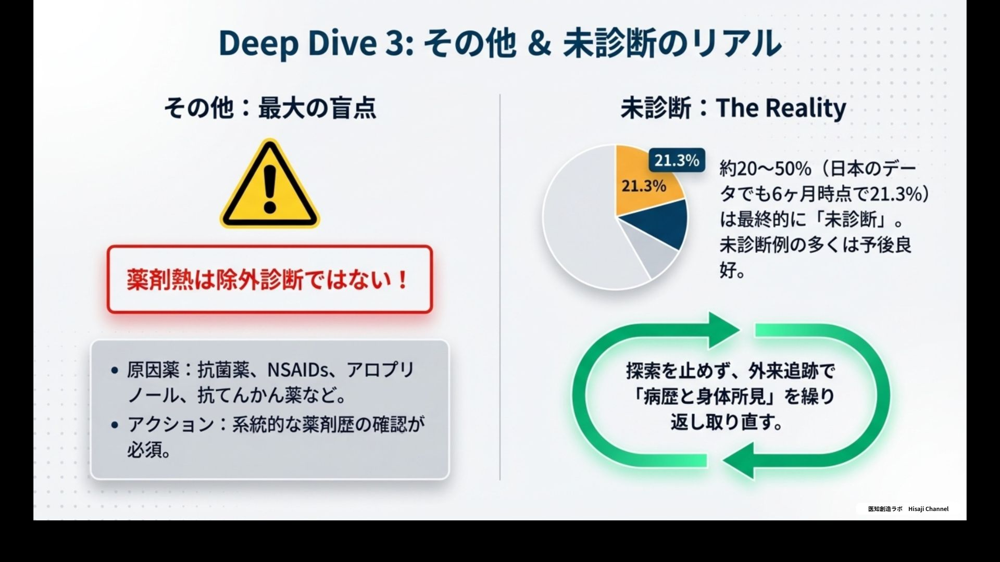 Deep Dive 3: その他 & 未診断のリアル
その他：最大の盲点
薬剤熱は除外診断ではない！
• 原因薬：抗菌薬、NSAIDs、アロプリ
ノール、抗てんかん薬など。
• アクション：系統的な薬剤歴の確認が
必須。
未診断：The Reality
21.3%
21.3%
約20〜50%（日本のデー
タでも6ヶ月時点で21.3%）
は最終的に「未診断」。
未診断例の多くは予後良
好。
探索を止めず、外来追跡で
「病歴と身体所見」を繰り
返し取り直す。
医知創造ラボ　Hisaji Channel